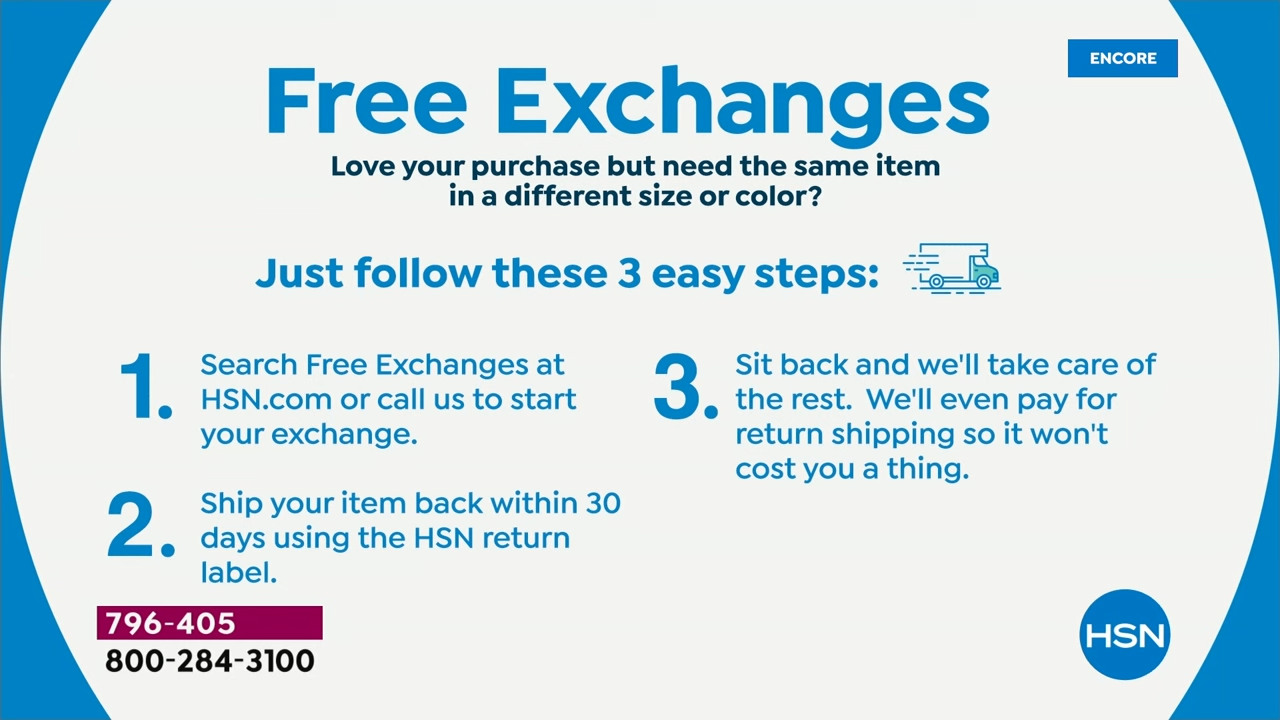 ENCORE
Free Exchanges
Love your purchase but need the same item
in a different size or color?
Just follow these 3 easy steps:
1. Search Free Exchanges at
HSN.com or call us to start
your exchange.
2. Ship your item back within 30
days using the HSN return
label.
3. Sit back and we'll take care of
the rest.  We'll even pay for
return shipping so it won't
cost you a thing.
796-405
800-284-3100
HSN